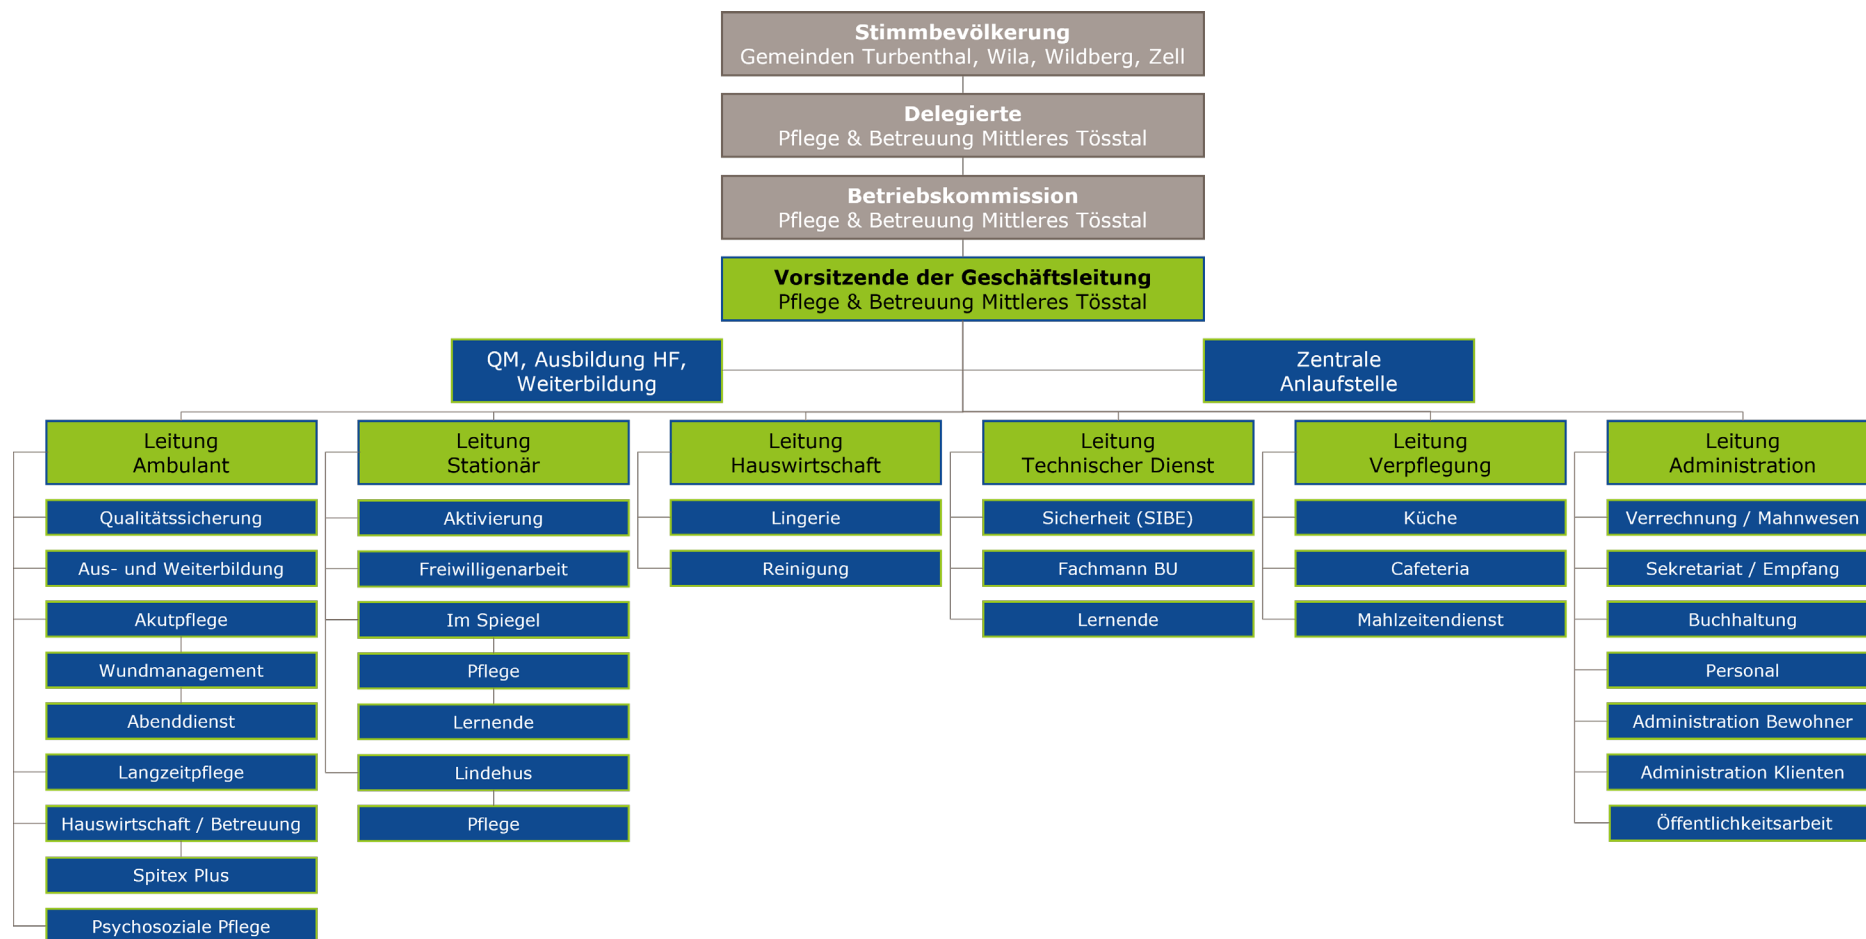 Stimmbevölkerung
Gemeinden Turbenthal, Wila, Wildberg, Zell
Delegierte
Pflege & Betreuung Mittleres Tösstal
Betriebskommission
Pflege & Betreuung Mittleres Tösstal
Vorsitzende der Geschäftsleitung
Pflege & Betreuung Mittleres Tösstal
QM, Ausbildung HF,
Weiterbildung
Zentrale
Anlaufstelle
Leitung
Ambulant
Qualitätssicherung
Aus- und Weiterbildung
Akutpflege
Wundmanagement
Abenddienst
Langzeitpflege
Hauswirtschaft / Betreuung
Spitex Plus
Psychosoziale Pflege
Leitung
Stationär
Aktivierung
Freiwilligenarbeit
Im Spiegel
Pflege
Lernende
Lindehus
Pflege
Leitung
Hauswirtschaft
Lingerie
Reinigung
Leitung
Technischer Dienst
Sicherheit (SIBE)
Fachmann BU
Lernende
Leitung
Verpflegung
Küche
Cafeteria
Mahlzeitendienst
Leitung
Administration
Verrechnung / Mahnwesen
Sekretariat / Empfang
Buchhaltung
Personal
Administration Bewohner
Administration Klienten
Öffentlichkeitsarbeit